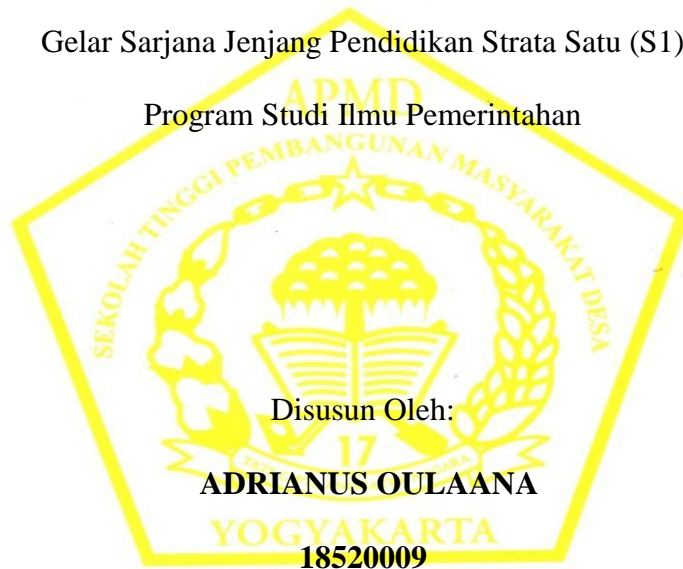 Gelar Sarjana Jenjang Pendidikan Strata Satu (S1)
APMD
Program Studi Ilmu Pemerintahan
SEKOLAH TINGGI PEMBANGUNAN MASYARAKAT DESA
Disusun Oleh:
17
ADRIANUS OULAANA
YOGYAKARTA
18520009